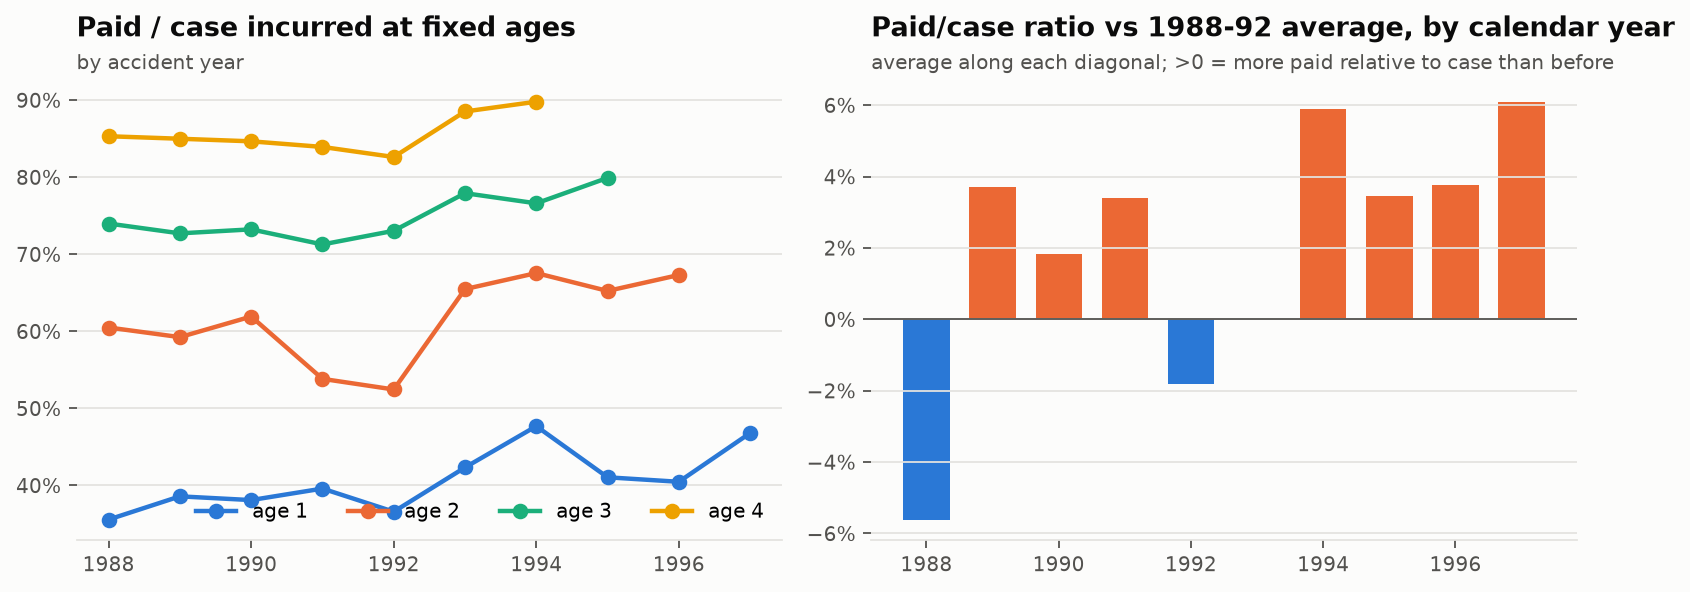 Paid / case incurred at fixed ages
by accident year
90%
80%
70%
60%
50%
40%
age 1
age 2
age 3
age 4
1988
1990
1992
1994
1996
Paid/case ratio vs 1988-92 average, by calendar year
average along each diagonal; >0 = more paid relative to case than before
6%
4%
2%
0%
−2%
−4%
−6%
1988
1990
1992
1994
1996